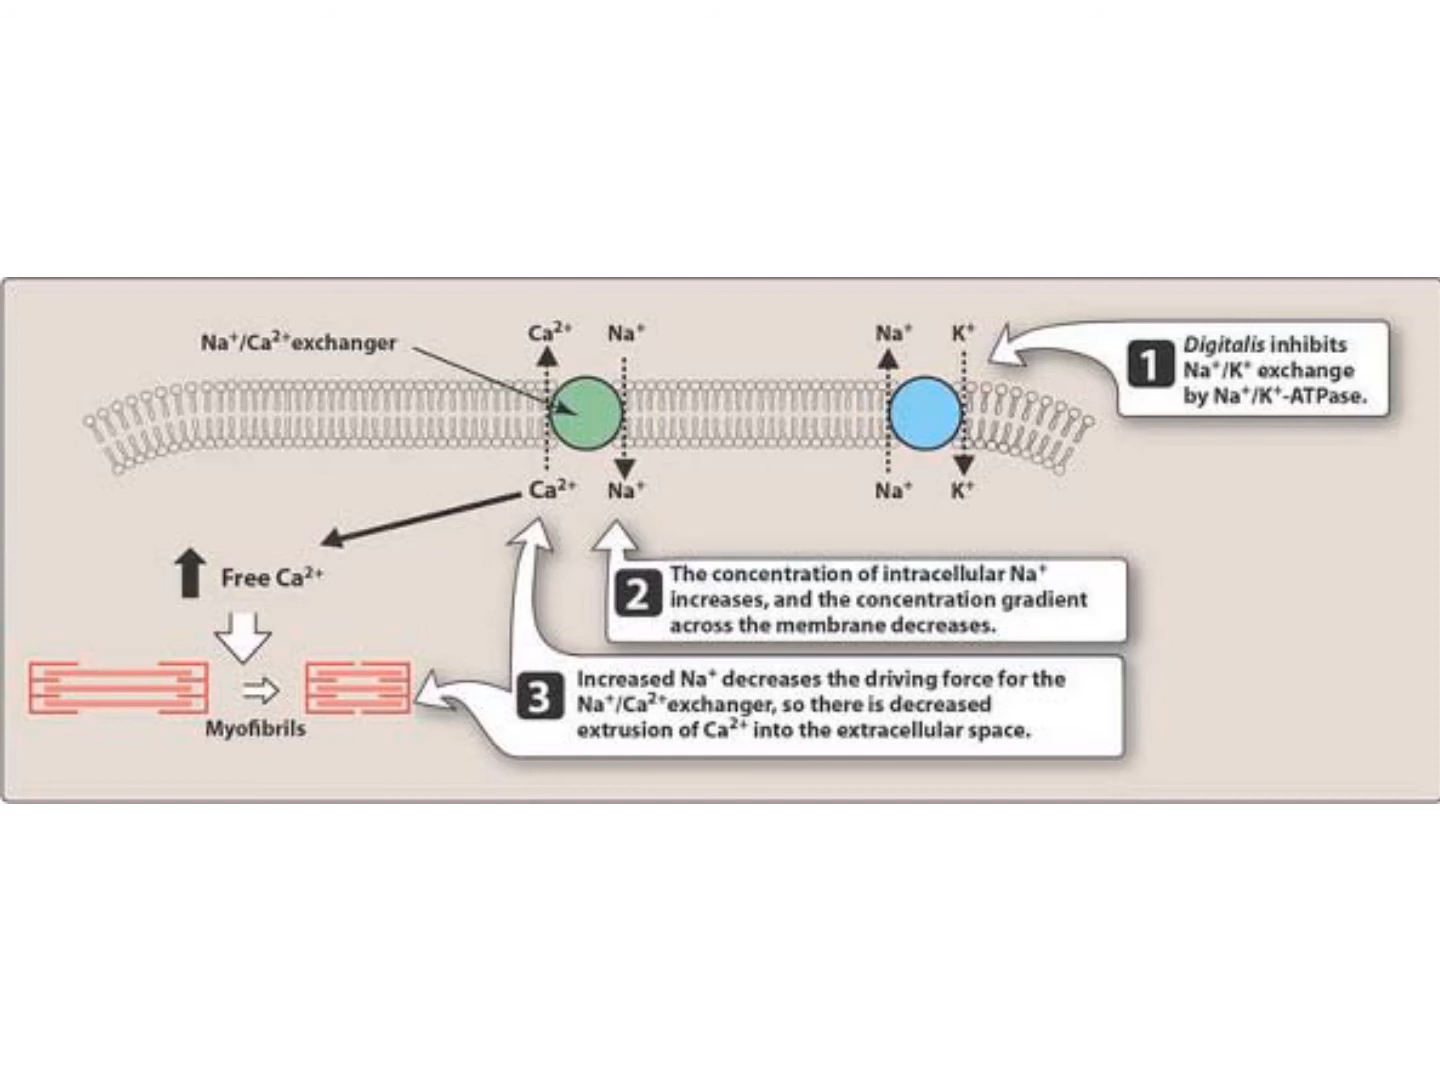 Na⁺/Ca²⁺exchanger
Ca²⁺
Na⁺
Na⁺
K⁺
1
Digitalis inhibits
Na⁺/K⁺ exchange
by Na⁺/K⁺-ATPase.
Ca²⁺
Na⁺
Na⁺
K⁺
Free Ca²⁺
2
The concentration of intracellular Na⁺
increases, and the concentration gradient
across the membrane decreases.
Myofibrils
3
Increased Na⁺ decreases the driving force for the
Na⁺/Ca²⁺exchanger, so there is decreased
extrusion of Ca²⁺ into the extracellular space.